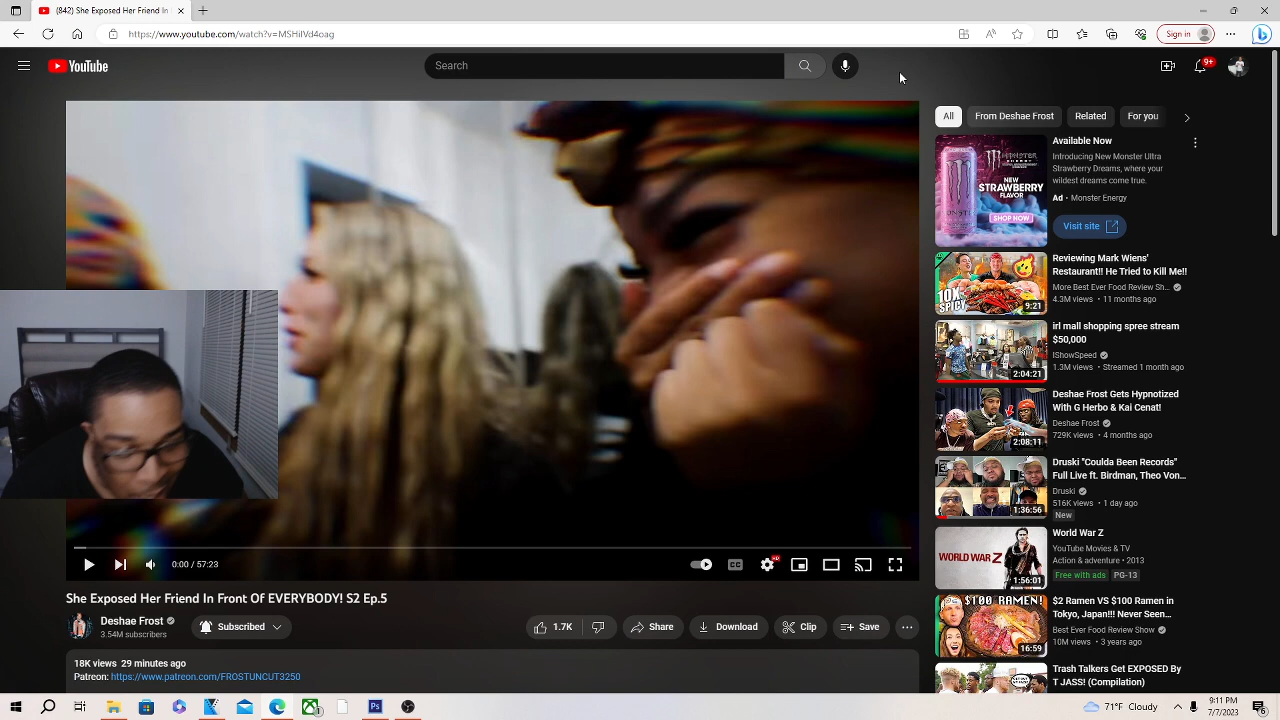 (842) She Exposed Her Friend In
https://www.youtube.com/watch?v=MSHilVd4oag
Sign in
YouTube
Search
9+
All
From Deshae Frost
Related
For you
Available Now
Introducing New Monster Ultra
Strawberry Dreams, where your
wildest dreams come true.
Ad • Monster Energy
Visit site
MONSTER
ENERGY
NEW
STRAWBERRY
FLAVOR
SHOP NOW
Reviewing Mark Wiens'
Restaurant!! He Tried to Kill Me!!
More Best Ever Food Review Sh...
4.3M views • 11 months ago
10X
SPICY
9:21
irl mall shopping spree stream
$50,000
IShowSpeed
1.3M views • Streamed 1 month ago
2:04:21
Deshae Frost Gets Hypnotized
With G Herbo & Kai Cenat!
Deshae Frost
729K views • 4 months ago
2:08:11
Druski "Coulda Been Records"
Full Live ft. Birdman, Theo Von...
Druski
516K views • 1 day ago
New
1:36:56
World War Z
YouTube Movies & TV
Action & adventure • 2013
Free with ads
PG-13
WORLD WAR Z
1:56:01
$2 Ramen VS $100 Ramen in
Tokyo, Japan!!! Never Seen...
Best Ever Food Review Show
10M views • 3 years ago
$100 RAMEN!
16:59
Trash Talkers Get EXPOSED By
T JASS! (Compilation)
0:00 / 57:23
CC
HD
She Exposed Her Friend In Front Of EVERYBODY! S2 Ep.5
Deshae Frost
3.54M subscribers
Subscribed
1.7K
Share
Download
Clip
Save
18K views 29 minutes ago
Patreon: https://www.patreon.com/FROSTUNCUT3250
71°F Cloudy
9:11 PM
7/7/2023
6